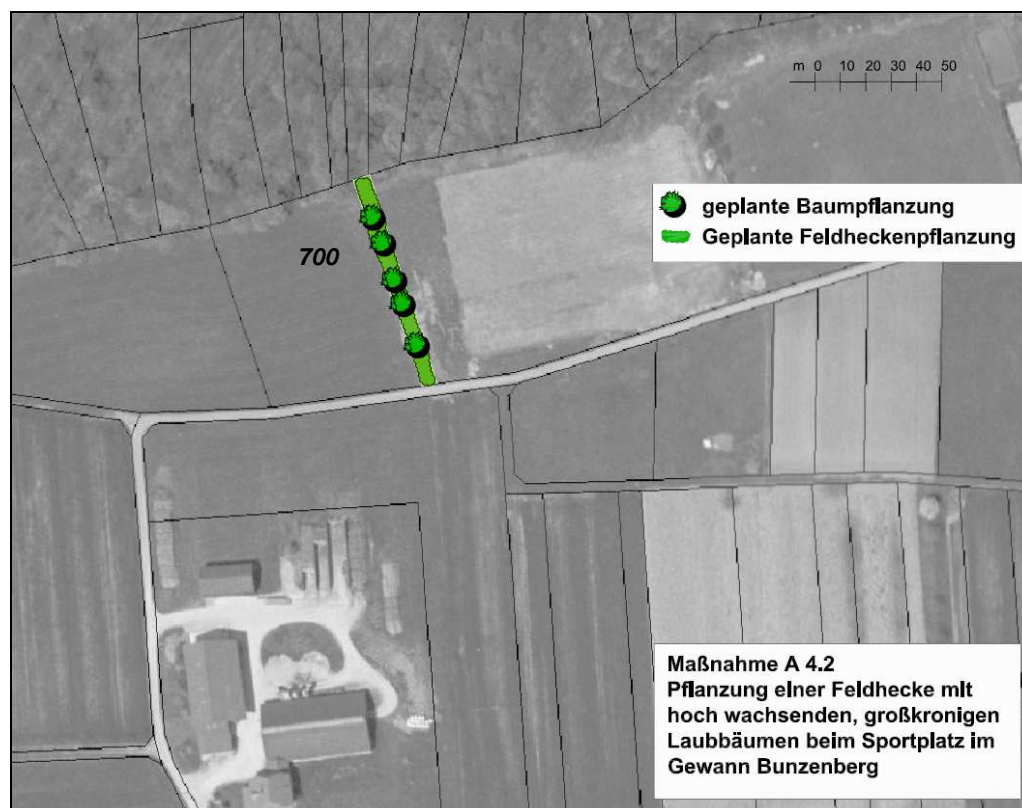 m 0 10 20 30 40 50
geplante Baumpflanzung
Geplante Feldheckenpflanzung
700
Maßnahme A 4.2
Pflanzung einer Feldhecke mit
hoch wachsenden, großkronigen
Laubbäumen beim Sportplatz im
Gewann Bunzenberg